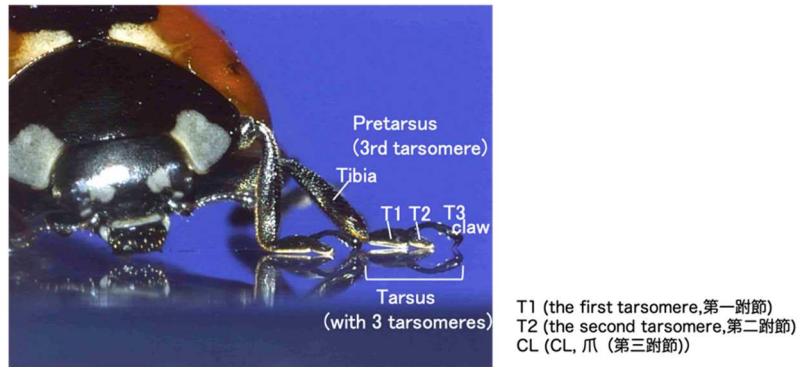 Pretarsus
(3rd tarsomere)
Tibia
T1 T2 T3
claw
Tarsus
(with 3 tarsomeres)
T1 (the first tarsomere,第一跗節)
T2 (the second tarsomere,第二跗節)
CL (CL, 爪（第三跗節))